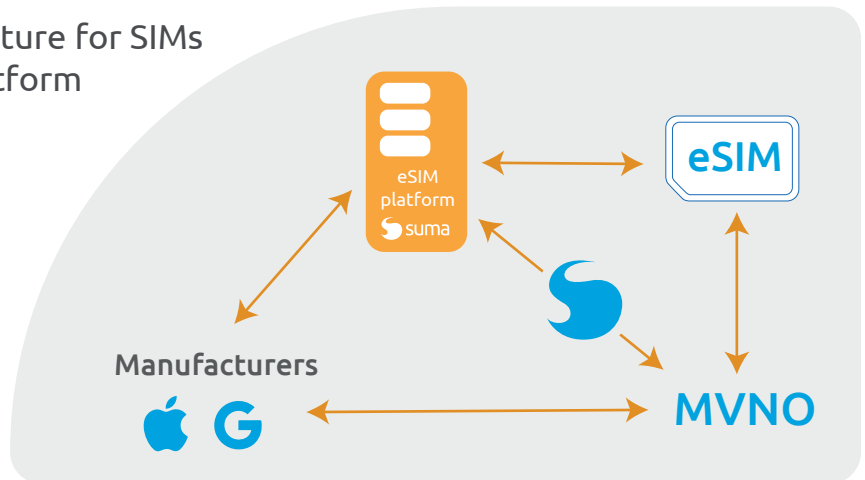 ture for SIMs
tform
eSIM
platform
suma
eSIM
Manufacturers
MVNO